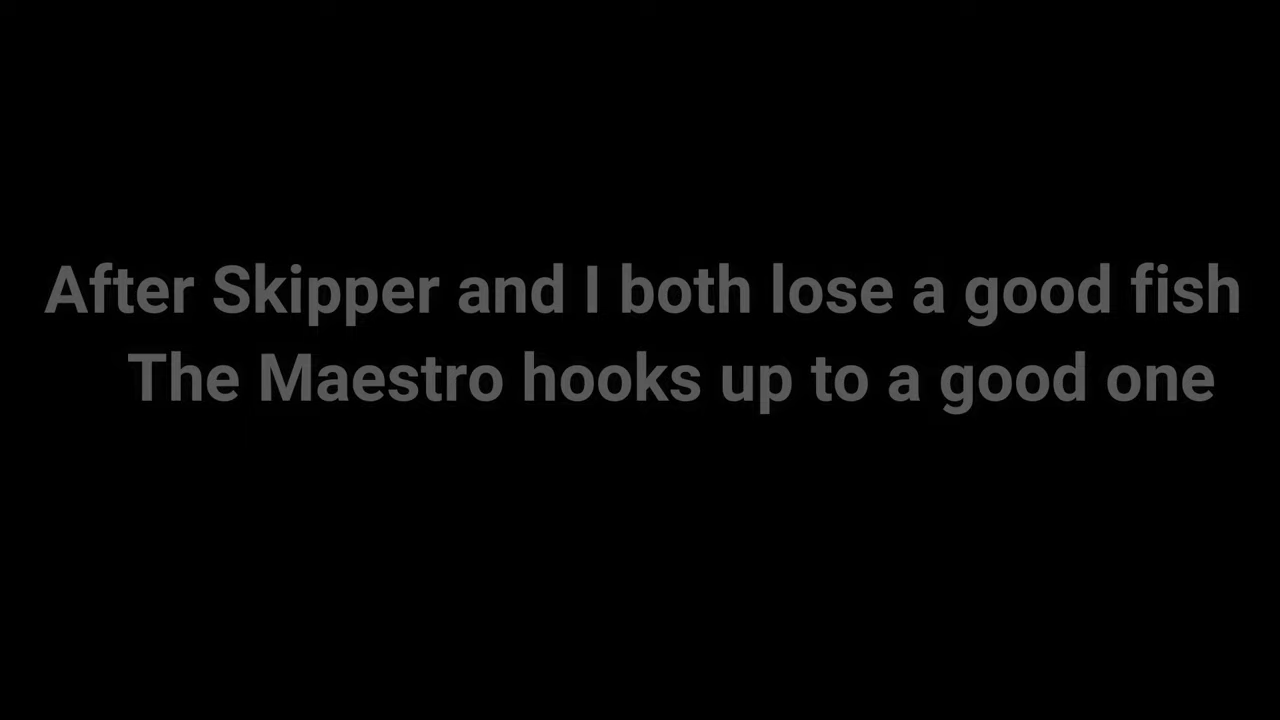 After Skipper and I both lose a good fish
The Maestro hooks up to a good one